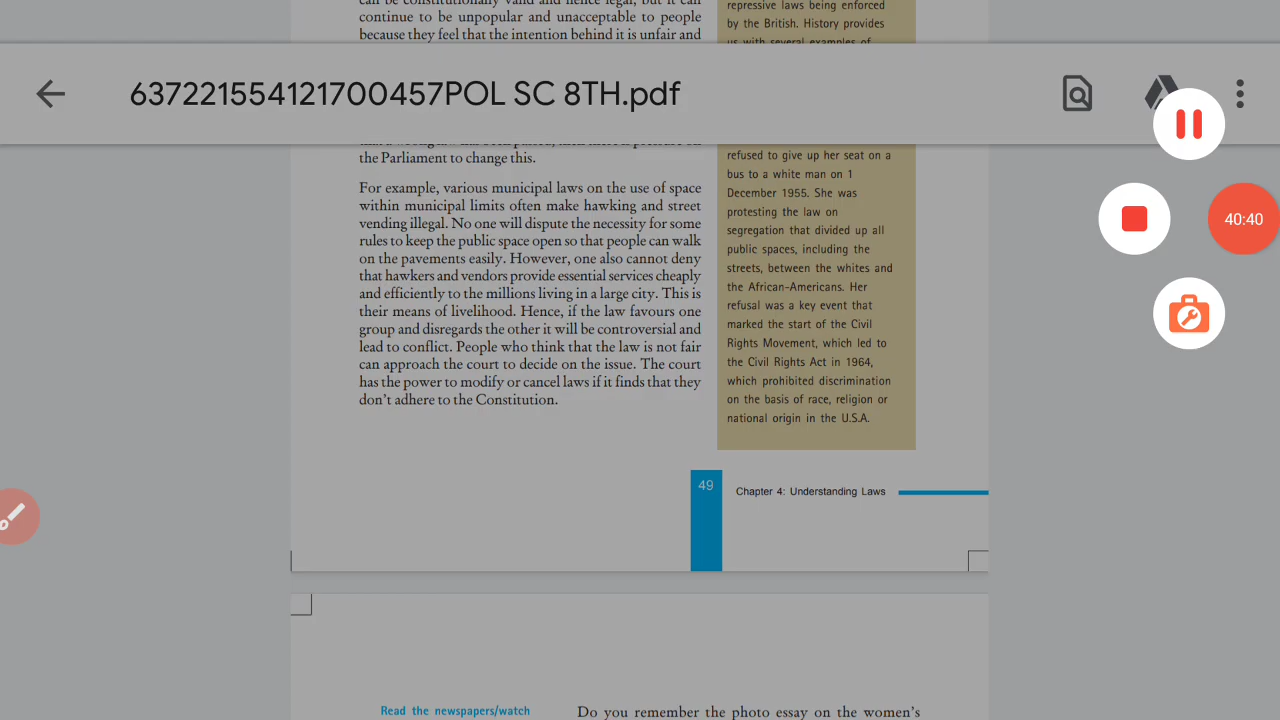 can be constitutionally valid and hence legal, but it can
continue to be unpopular and unacceptable to people
because they feel that the intention behind it is unfair and
repressive laws being enforced
by the British. History provides
us with several examples of
637221554121700457POL SC 8TH.pdf
the Parliament to change this.
For example, various municipal laws on the use of space
within municipal limits often make hawking and street
vending illegal. No one will dispute the necessity for some
rules to keep the public space open so that people can walk
on the pavements easily. However, one also cannot deny
that hawkers and vendors provide essential services cheaply
and efficiently to the millions living in a large city. This is
their means of livelihood. Hence, if the law favours one
group and disregards the other it will be controversial and
lead to conflict. People who think that the law is not fair
can approach the court to decide on the issue. The court
has the power to modify or cancel laws if it finds that they
don't adhere to the Constitution.
refused to give up her seat on a
bus to a white man on 1
December 1955. She was
protesting the law on
segregation that divided up all
public spaces, including the
streets, between the whites and
the African-Americans. Her
refusal was a key event that
marked the start of the Civil
Rights Movement, which led to
the Civil Rights Act in 1964,
which prohibited discrimination
on the basis of race, religion or
national origin in the U.S.A.
40:40
49
Chapter 4: Understanding Laws
Read the newspapers/watch
Do you remember the photo essay on the women's